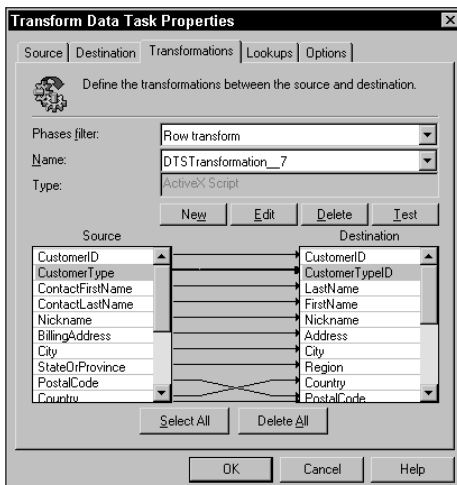 Transform Data Task Properties
Source Destination Transformations Lookups Options
Define the transformations between the source and destination.
Phases filter: Row transform
Name: DTSTransformation__7
Type: ActiveX Script
New Edit Delete Test
Source Destination
CustomerID CustomerID
CustomerType CustomerTypeID
ContactFirstName LastName
ContactLastName FirstName
Nickname Nickname
BillingAddress Address
City City
StateOrProvince Region
PostalCode Country
Country PostalCode
Select All Delete All
OK Cancel Help